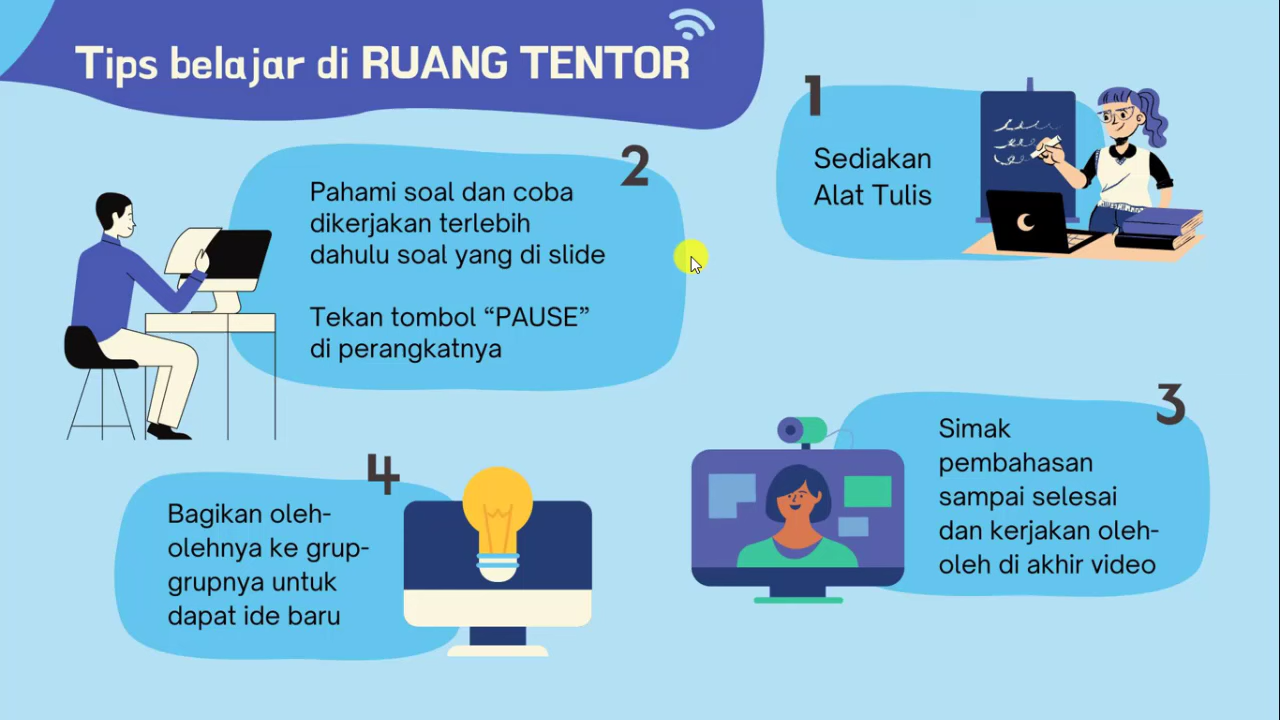 Tips belajar di RUANG TENTOR
1
Sediakan
Alat Tulis
2
Pahami soal dan coba
dikerjakan terlebih
dahulu soal yang di slide
Tekan tombol “PAUSE”
di perangkatnya
3
Simak
pembahasan
sampai selesai
dan kerjakan oleh-
oleh di akhir video
4
Bagikan oleh-
olehnya ke grup-
grupnya untuk
dapat ide baru